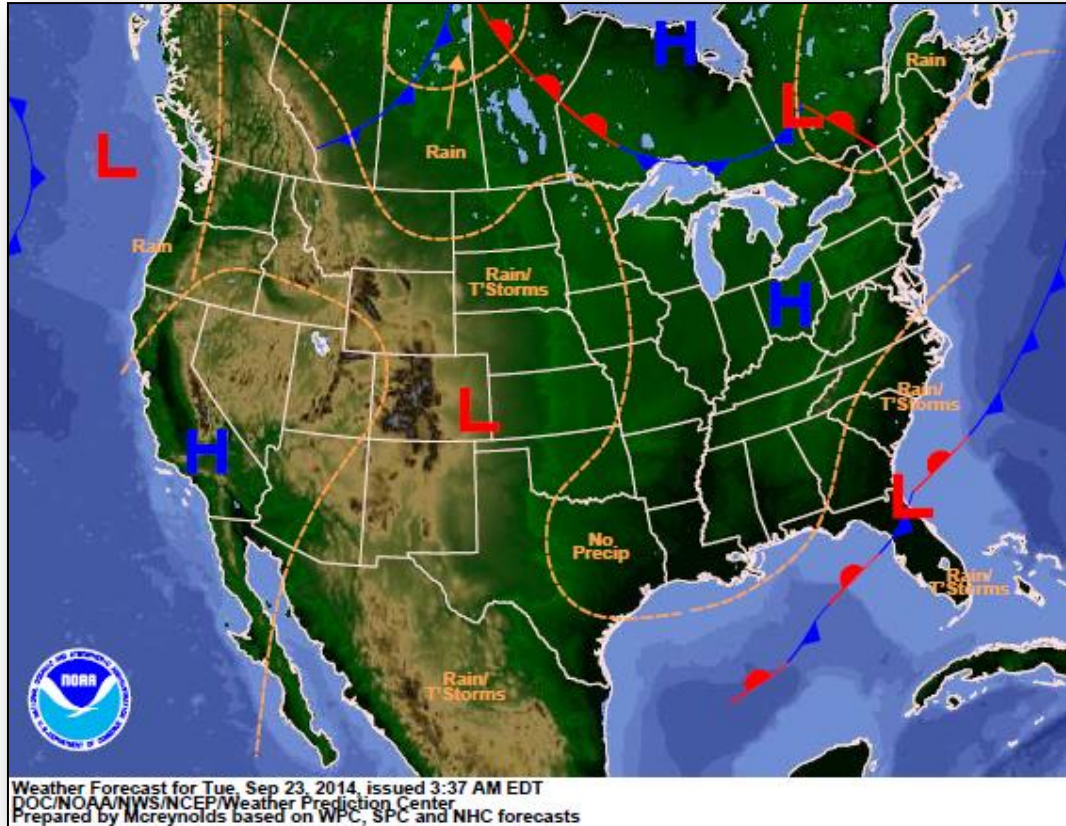 H
Rain
L
Rain
L
Rain
Rain/
T'Storms
H
L
Rain/
T'Storms
H
L
No
Precip
Rain/
T'Storms
Rain/
T'Storms
NOAA
Weather Forecast for Tue, Sep 23, 2014, issued 3:37 AM EDT
DOC/NOAA/NWS/NCEP/Weather Prediction Center
Prepared by Mcreynolds based on WPC, SPC and NHC forecasts